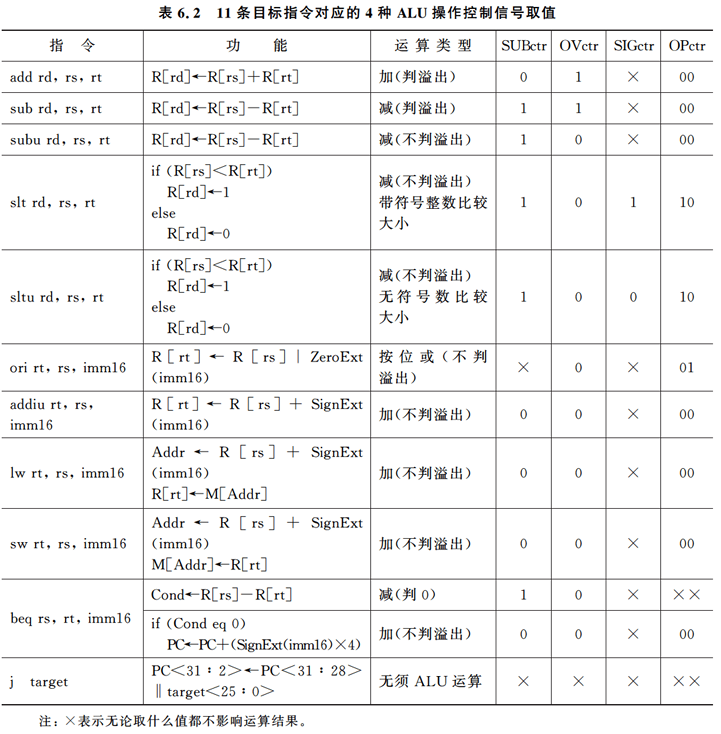 表 6.2 11 条目标指令对应的 4 种 ALU 操作控制信号取值
指 令 功 能 运 算 类 型 SUBctr OVctr SIGctr OPctr
add rd, rs, rt R[rd]←R[rs]+R[rt] 加(判溢出) 0 1 × 00
sub rd, rs, rt R[rd]←R[rs]-R[rt] 减(判溢出) 1 1 × 00
subu rd, rs, rt R[rd]←R[rs]-R[rt] 减(不判溢出) 1 0 × 00
slt rd, rs, rt
if (R[rs]<R[rt])
R[rd]←1
else
R[rd]←0
减(不判溢出)
带符号整数比较
大小
1 0 1 10
sltu rd, rs, rt
if(R[rs]<R[rt])
R[rd]←1
else
R[rd]←0
减(不判溢出)
无符号数比较
大小
1 0 0 10
ori rt, rs, imm16
R[rt] ← R[rs] | ZeroExt
(imm16)
按位或(不判
溢出)
× 0 × 01
addiu rt, rs,
imm16
R[rt] ← R[rs] + SignExt
(imm16)
加(不判溢出) 0 0 × 00
lw rt, rs, imm16
Addr ← R[rs] + SignExt
(imm16)
R[rt]←M[Addr]
加(不判溢出) 0 0 × 00
sw rt, rs, imm16
Addr ← R[rs] + SignExt
(imm16)
M[Addr]←R[rt]
加(不判溢出) 0 0 × 00
beq rs, rt, imm16
Cond←R[rs]-R[rt] 减(判 0) 1 0 × ××
if (Cond eq 0)
PC←PC+(SignExt(imm16)×4)
加(不判溢出) 0 0 × 00
j target
PC<31:2>←PC<31:28>
‖target<25:0>
无须 ALU 运算 × × × ××
注:×表示无论取什么值都不影响运算结果。